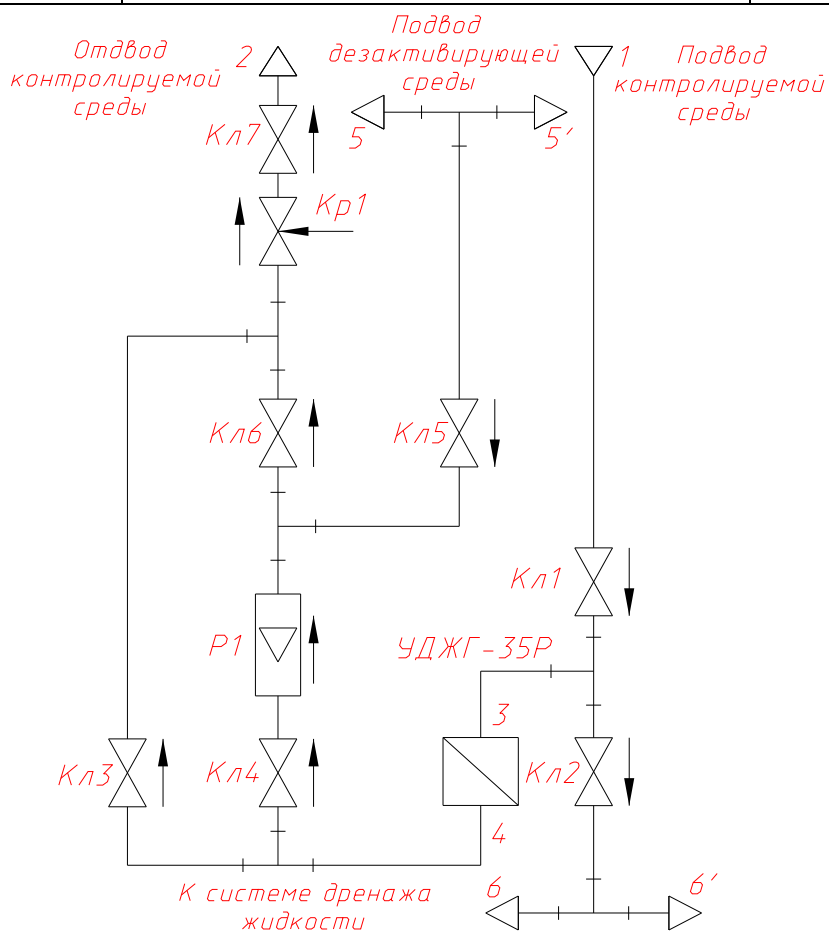 Подвод
дезактивирующей
среды
Отдвод
контролируемой
среды
2
1
Подвод
контролируемой
среды
Кл7
5
5'
Кр1
Кл6
Кл5
Кл1
Р1
УДЖГ-35Р
3
Кл3
Кл4
Кл2
4
К системе дренажа
жидкости
6
6'